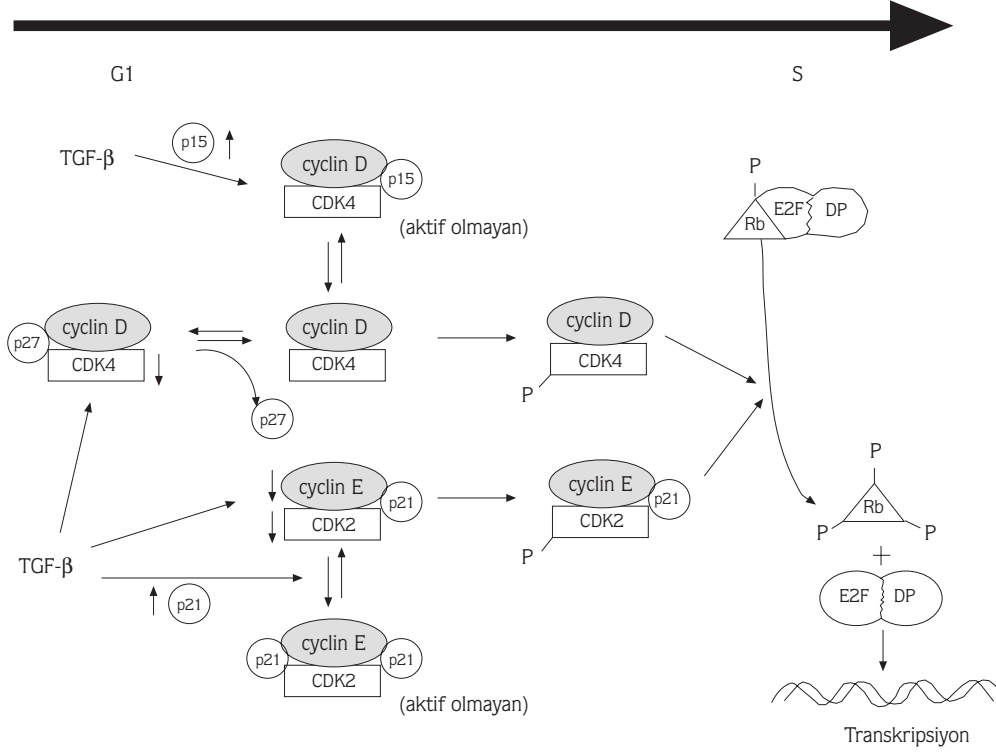 G1
S
TGF-β
p15
cyclin D
p15
CDK4
(aktif olmayan)
P
E2F
DP
Rb
cyclin D
p27
CDK4
cyclin D
CDK4
p27
cyclin D
CDK4
P
cyclin E
p21
CDK2
cyclin E
p21
CDK2
P
P
Rb
P
P
+
E2F
DP
TGF-β
p21
cyclin E
p21
p21
CDK2
(aktif olmayan)
Transkripsiyon